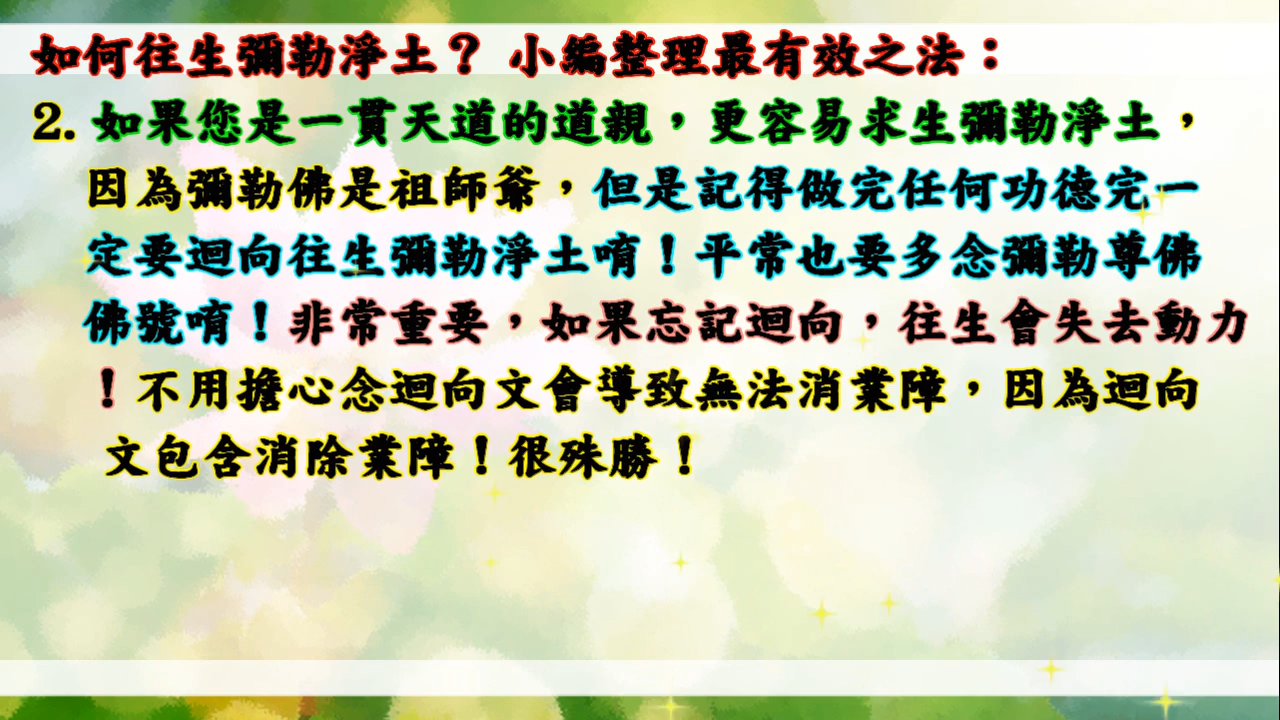 如何往生彌勒淨土？ 小編整理最有效之法：
2. 如果您是一貫天道的道親，更容易求生彌勒淨土，
因為彌勒佛是祖師爺，但是記得做完任何功德完一
定要迴向往生彌勒淨土唷！平常也要多念彌勒尊佛
佛號唷！非常重要，如果忘記迴向，往生會失去動力
！不用擔心念迴向文會導致無法消業障，因為迴向
文包含消除業障！很殊勝！